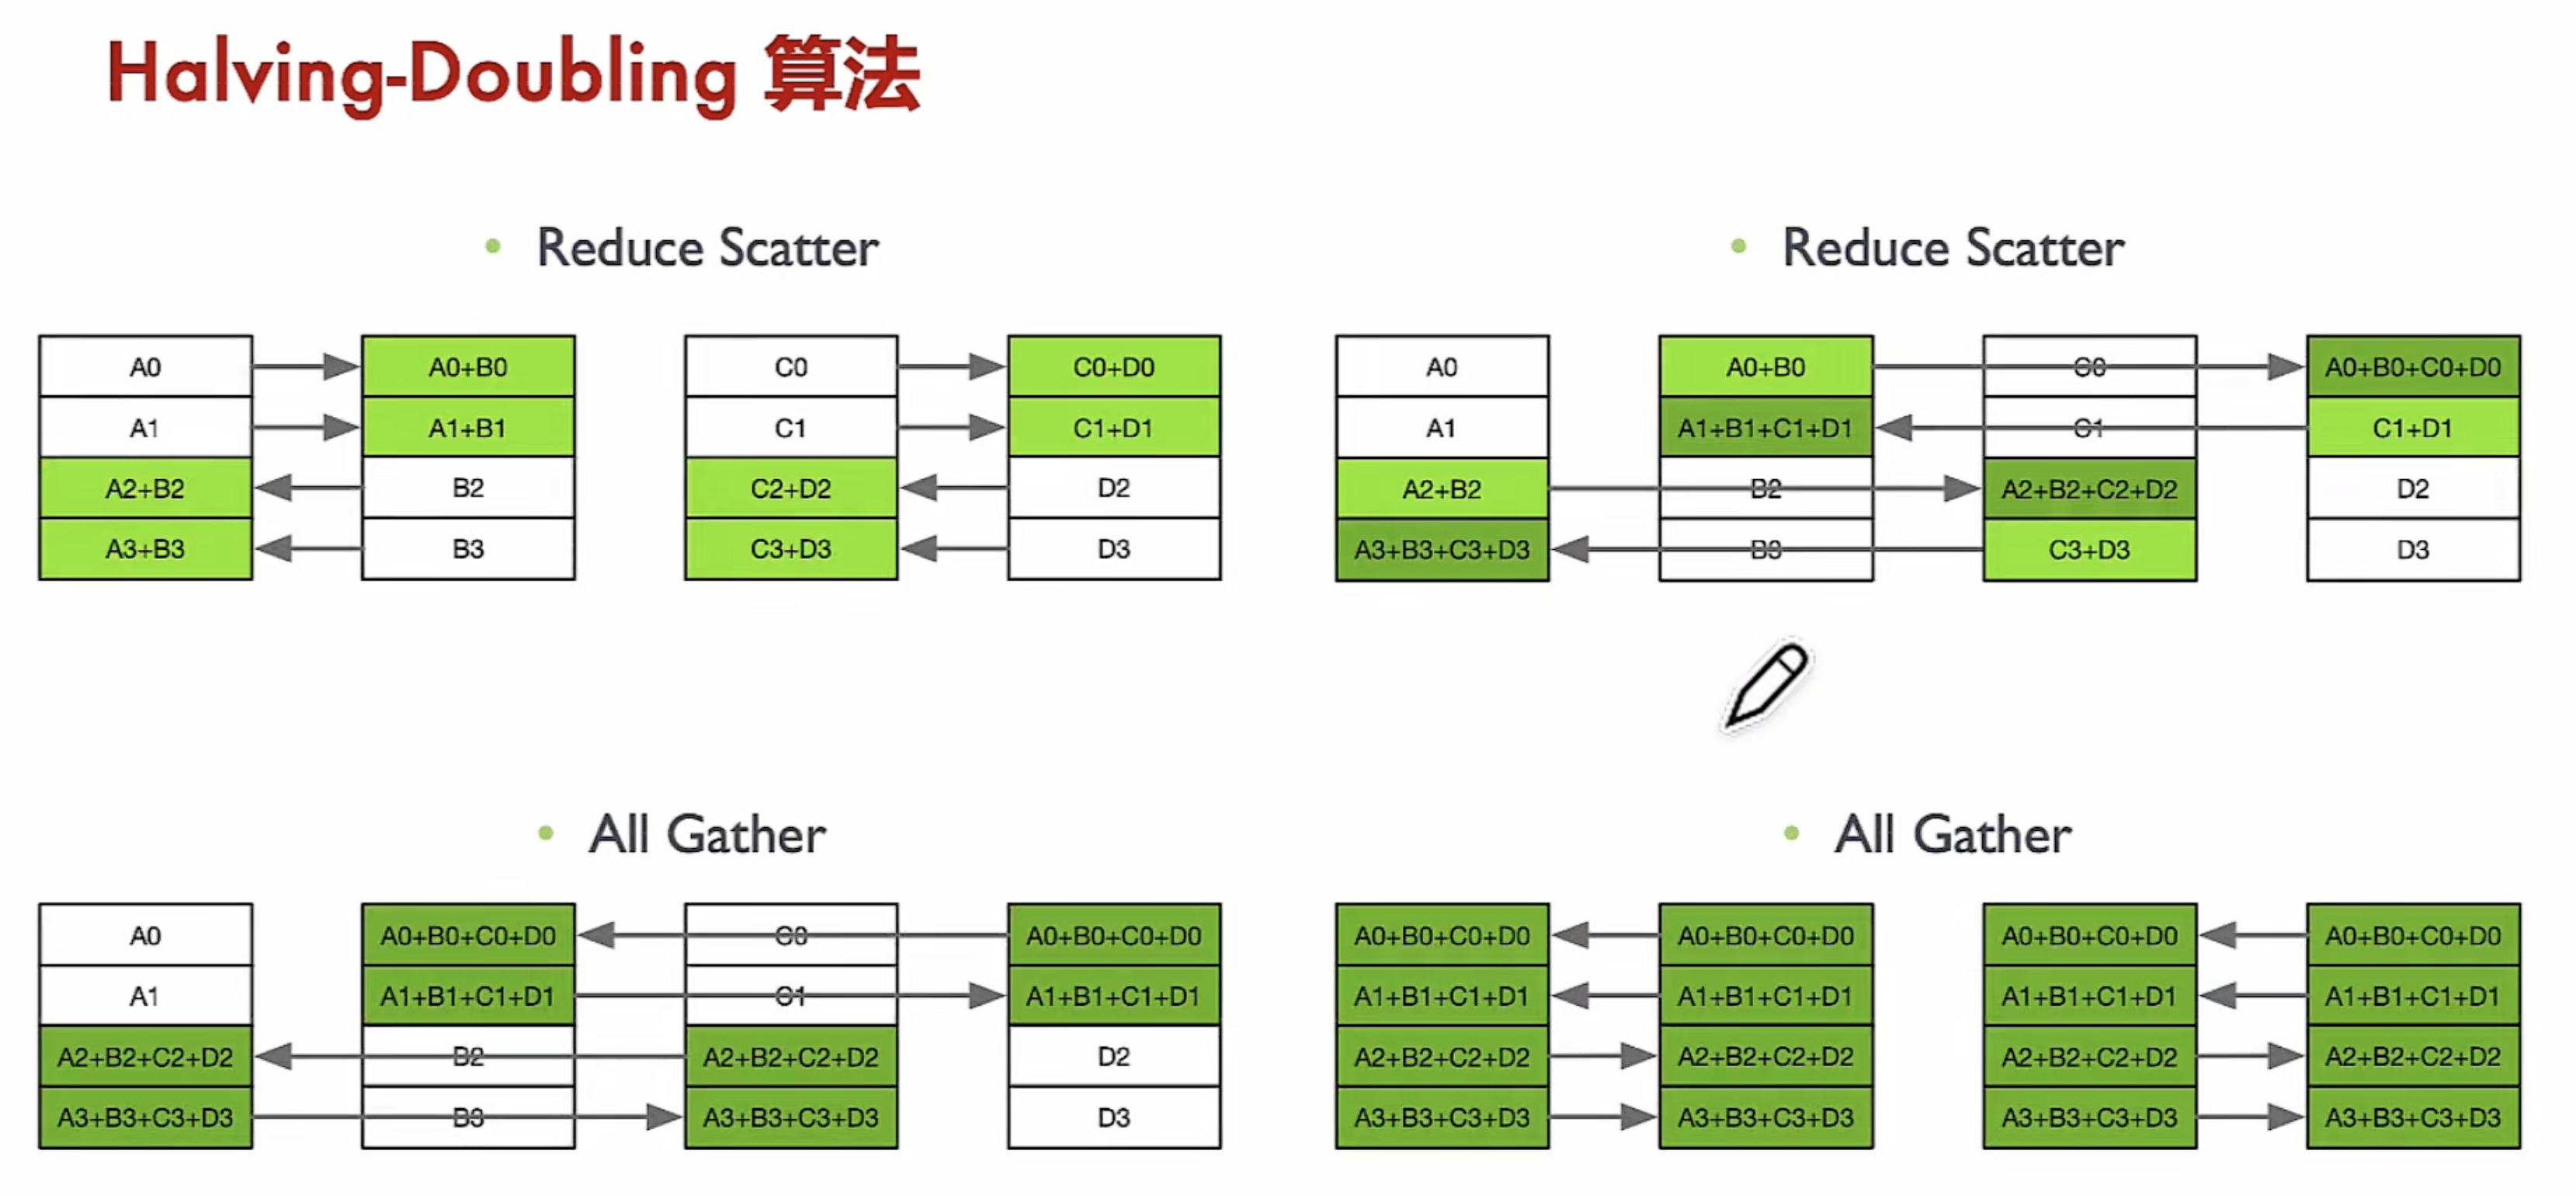 Halving-Doubling 算法
• Reduce Scatter
A0 A0+B0 C0 C0+D0
A1 A1+B1 C1 C1+D1
A2+B2 B2 C2+D2 D2
A3+B3 B3 C3+D3 D3
• Reduce Scatter
A0 A0+B0 C0 A0+B0+C0+D0
A1 A1+B1+C1+D1 C1 C1+D1
A2+B2 B2 A2+B2+C2+D2 D2
A3+B3+C3+D3 B3 C3+D3 D3
• All Gather
A0 A0+B0+C0+D0 C0 A0+B0+C0+D0
A1 A1+B1+C1+D1 C1 A1+B1+C1+D1
A2+B2+C2+D2 B2 A2+B2+C2+D2 D2
A3+B3+C3+D3 B3 A3+B3+C3+D3 D3
• All Gather
A0+B0+C0+D0 A0+B0+C0+D0 A0+B0+C0+D0 A0+B0+C0+D0
A1+B1+C1+D1 A1+B1+C1+D1 A1+B1+C1+D1 A1+B1+C1+D1
A2+B2+C2+D2 A2+B2+C2+D2 A2+B2+C2+D2 A2+B2+C2+D2
A3+B3+C3+D3 A3+B3+C3+D3 A3+B3+C3+D3 A3+B3+C3+D3